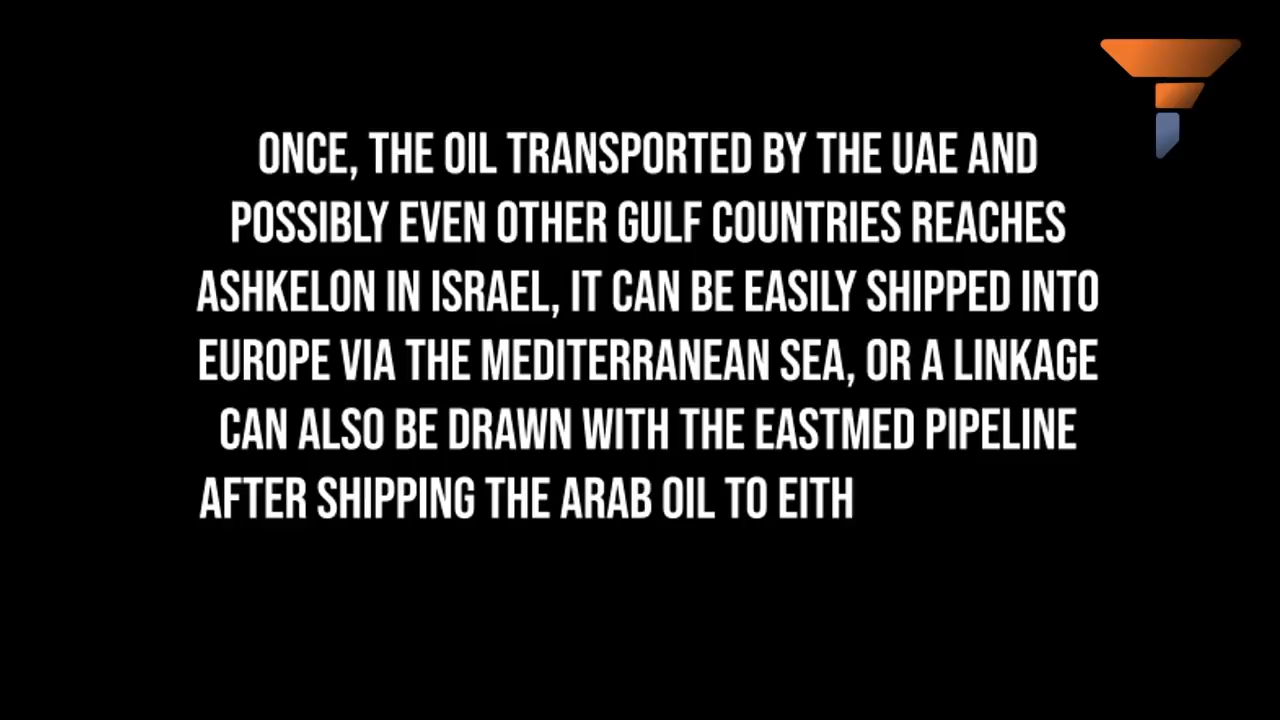 ONCE, THE OIL TRANSPORTED BY THE UAE AND
POSSIBLY EVEN OTHER GULF COUNTRIES REACHES
ASHKELON IN ISRAEL, IT CAN BE EASILY SHIPPED INTO
EUROPE VIA THE MEDITERRANEAN SEA, OR A LINKAGE
CAN ALSO BE DRAWN WITH THE EASTMED PIPELINE
AFTER SHIPPING THE ARAB OIL TO EITH